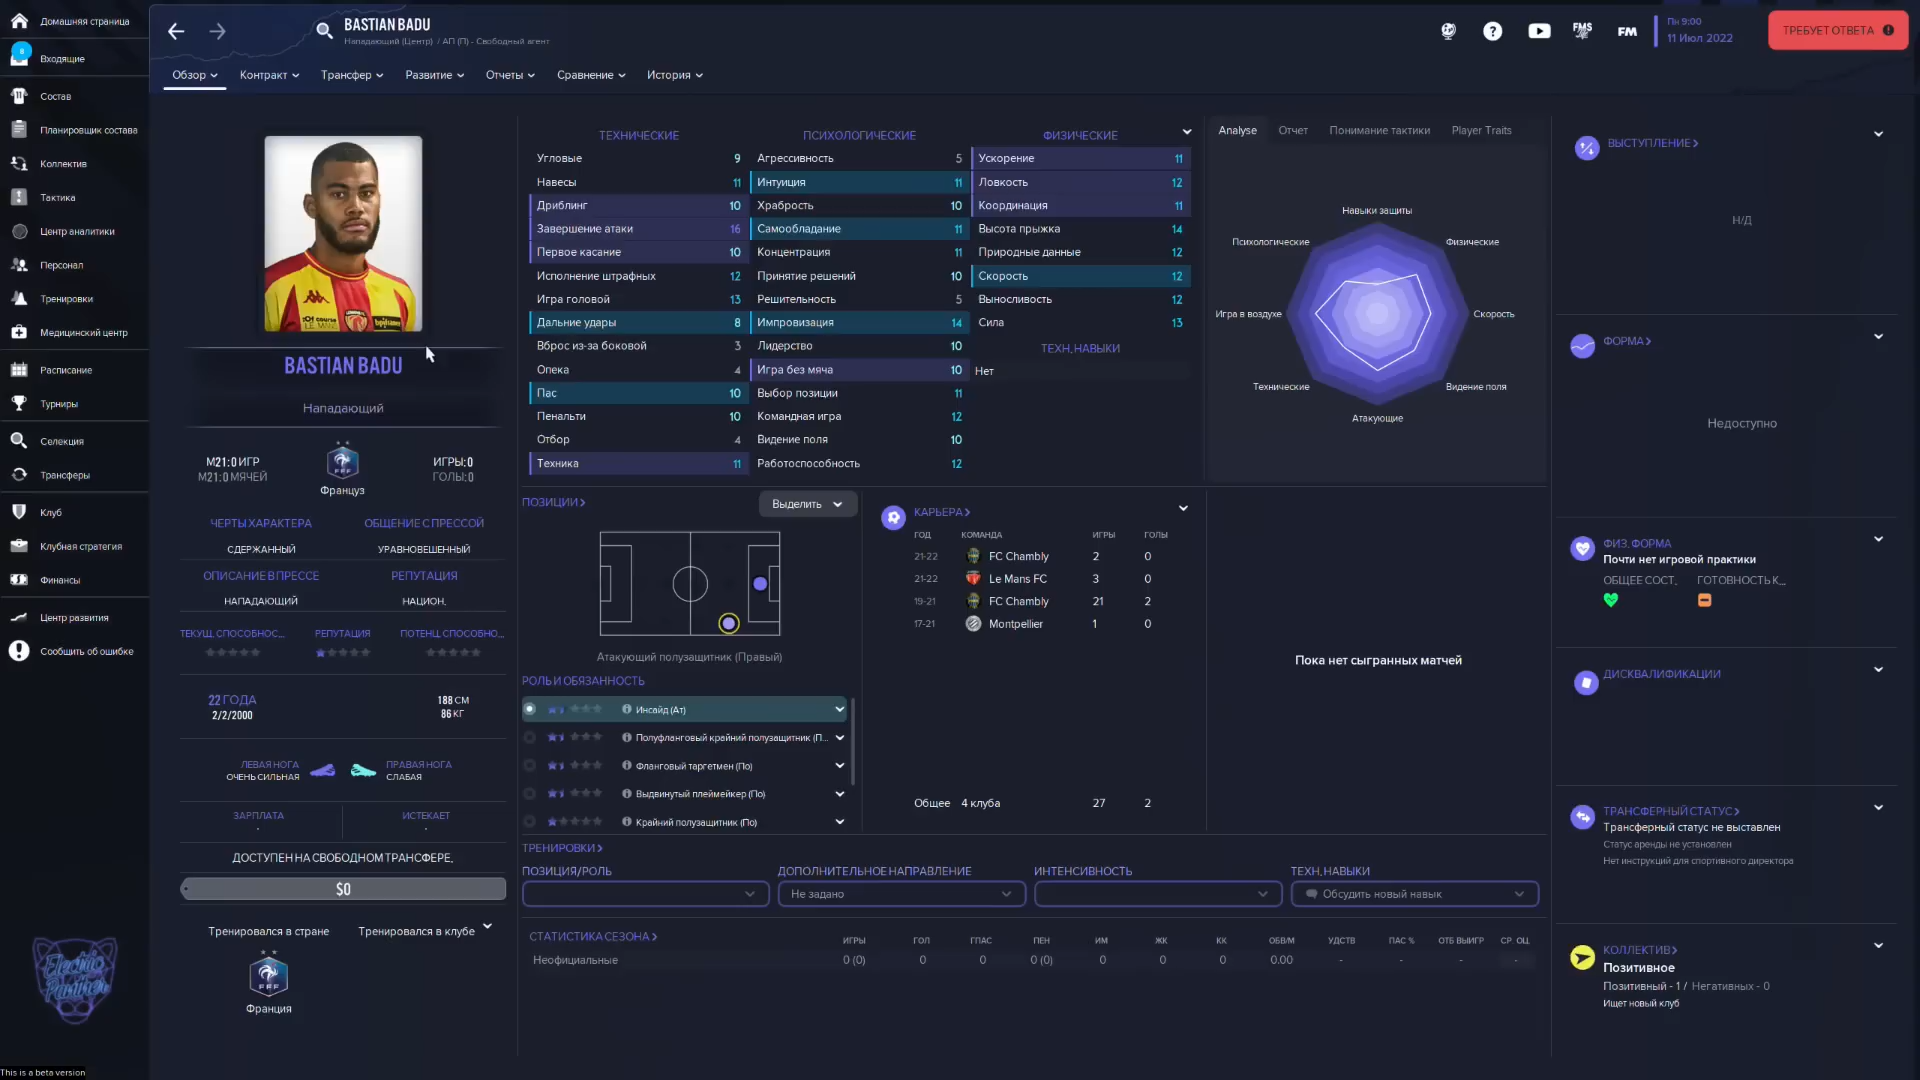 Домашняя страница
8
Входящие
Состав
Планировщик состава
Коллектив
Тактика
Центр аналитики
Персонал
Тренировки
Медицинский центр
Расписание
Турниры
Селекция
Трансферы
Клуб
Клубная стратегия
Финансы
Центр развития
Сообщить об ошибке
Electric Panther
This is a beta version
BASTIAN BADU
Нападающий (Центр) / АП (П) - Свободный агент
FMS
FM
Пн 9:00
11 Июл 2022
ТРЕБУЕТ ОТВЕТА
Обзор
Контракт
Трансфер
Развитие
Отчеты
Сравнение
История
BASTIAN BADU
Нападающий
М21: 0 ИГР
М21: 0 МЯЧЕЙ
FFF
Француз
ИГРЫ: 0
ГОЛЫ: 0
ЧЕРТЫ ХАРАКТЕРА
СДЕРЖАННЫЙ
ОБЩЕНИЕ С ПРЕССОЙ
УРАВНОВЕШЕННЫЙ
ОПИСАНИЕ В ПРЕССЕ
НАПАДАЮЩИЙ
РЕПУТАЦИЯ
НАЦИОН.
ТЕКУЩ. СПОСОБНОС...
РЕПУТАЦИЯ
ПОТЕНЦ. СПОСОБНО...
22 ГОДА
2/2/2000
188 СМ
86 КГ
ЛЕВАЯ НОГА
ОЧЕНЬ СИЛЬНАЯ
ПРАВАЯ НОГА
СЛАБАЯ
ЗАРПЛАТА
-
ИСТЕКАЕТ
-
ДОСТУПЕН НА СВОБОДНОМ ТРАНСФЕРЕ.
$0
Тренировался в стране
Тренировался в клубе
FFF
Франция
ТЕХНИЧЕСКИЕ
Угловые 9
Навесы 11
Дриблинг 10
Завершение атаки 16
Первое касание 10
Исполнение штрафных 12
Игра головой 13
Дальние удары 8
Вброс из-за боковой 3
Опека 4
Пас 10
Пенальти 10
Отбор 4
Техника 11
ПСИХОЛОГИЧЕСКИЕ
Агрессивность 5
Интуиция 11
Храбрость 10
Самообладание 11
Концентрация 11
Принятие решений 10
Решительность 5
Импровизация 14
Лидерство 10
Игра без мяча 10
Выбор позиции 11
Командная игра 12
Видение поля 10
Работоспособность 12
ФИЗИЧЕСКИЕ
Ускорение 11
Ловкость 12
Координация 11
Высота прыжка 14
Природные данные 12
Скорость 12
Выносливость 12
Сила 13
ТЕХН. НАВЫКИ
Нет
Analyse
Отчет
Понимание тактики
Player Traits
Навыки защиты
Психологические
Физические
Игра в воздухе
Скорость
Технические
Видение поля
Атакующие
ПОЗИЦИИ
Выделить
Атакующий полузащитник (Правый)
РОЛЬ И ОБЯЗАННОСТЬ
Инсайд (Ат)
Полуфланговый крайний полузащитник (П...
Фланговый таргетмен (По)
Выдвинутый плеймейкер (По)
Крайний полузащитник (По)
КАРЬЕРА
ГОД КОМАНДА ИГРЫ ГОЛЫ
21-22 FC Chambly 2 0
21-22 Le Mans FC 3 0
19-21 FC Chambly 21 2
17-21 Montpellier 1 0
Общее 4 клуба 27 2
Пока нет сыгранных матчей
ТРЕНИРОВКИ
ПОЗИЦИЯ/РОЛЬ
ДОПОЛНИТЕЛЬНОЕ НАПРАВЛЕНИЕ
Не задано
ИНТЕНСИВНОСТЬ
ТЕХН. НАВЫКИ
Обсудить новый навык
СТАТИСТИКА СЕЗОНА ИГРЫ ГОЛ ГПАС ПЕН ИМ ЖК КК ОБВ/М УДСТВ ПАС % ОТБ ВЫИГР СР. ОЦ
Неофициальные 0 (0) 0 0 0 (0) 0 0 0 0.00 - - - -
ВЫСТУПЛЕНИЕ
Н/Д
ФОРМА
Недоступно
ФИЗ. ФОРМА
Почти нет игровой практики
ОБЩЕЕ СОСТ.
ГОТОВНОСТЬ К...
ДИСКВАЛИФИКАЦИИ
ТРАНСФЕРНЫЙ СТАТУС
Трансферный статус не выставлен
Статус аренды не установлен
Нет инструкций для спортивного директора
КОЛЛЕКТИВ
Позитивное
Позитивный - 1 / Негативных - 0
Ищет новый клуб